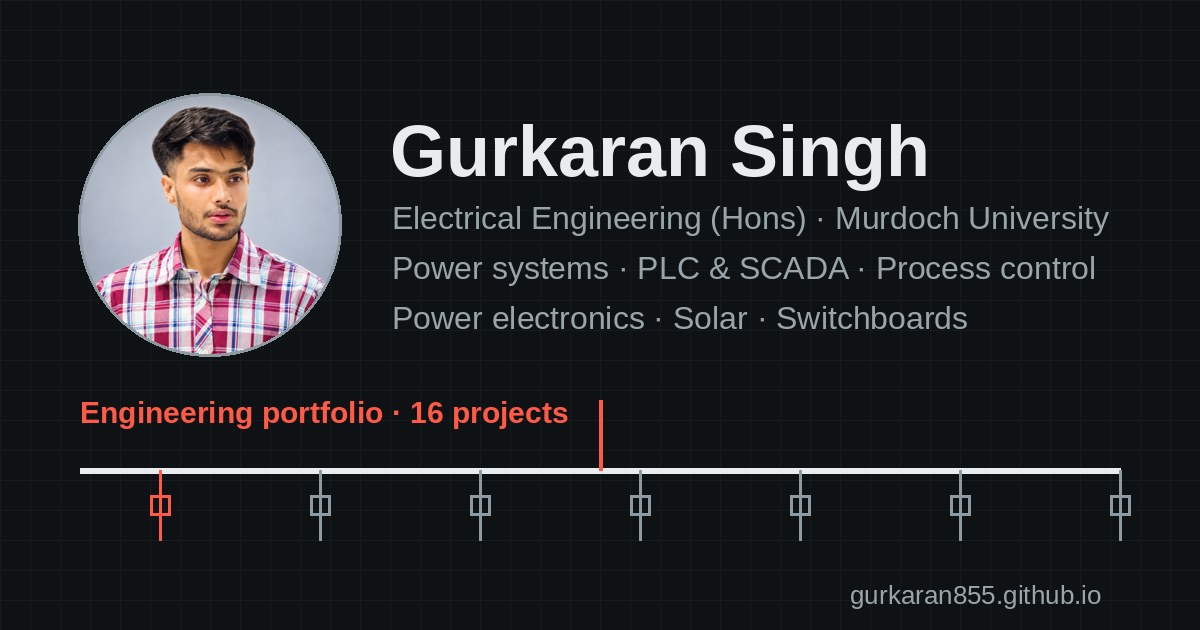 Gurkaran Singh
Electrical Engineering (Hons) · Murdoch University
Power systems · PLC & SCADA · Process control
Power electronics · Solar · Switchboards
Engineering portfolio · 16 projects
gurkaran855.github.io